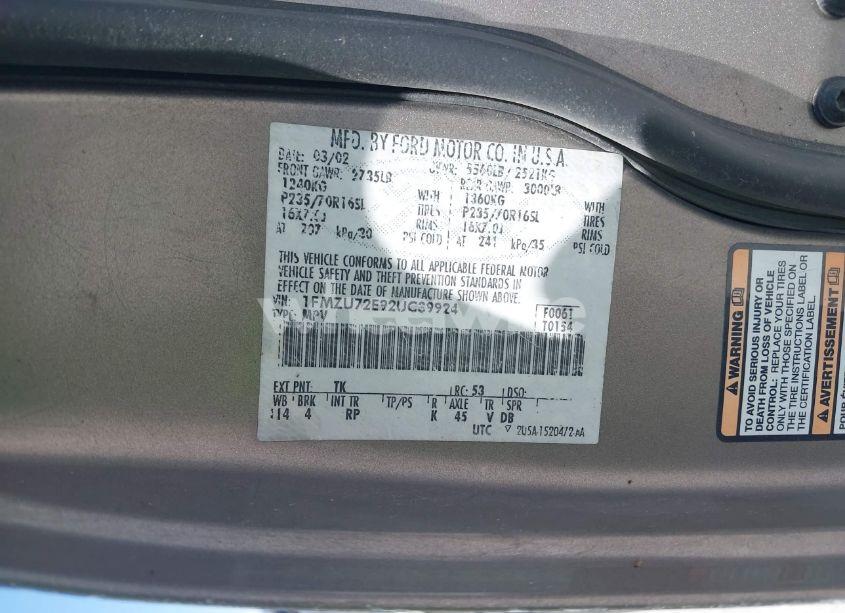 MFD. BY FORD MOTOR CO. IN U.S.A.
DATE: 03/02 GVWR: 5560LB/2521KG
FRONT GAWR: 2735LB REAR GAWR: 3000LB
1240KG WITH 1360KG WITH
P235/70R16SL TIRES P235/70R16SL TIRES
16X7.0J RIMS 16X7.0J RIMS
AT 207 kPa/30 PSI COLD AT 241 kPa/35 PSI COLD
THIS VEHICLE CONFORMS TO ALL APPLICABLE FEDERAL MOTOR
VEHICLE SAFETY AND THEFT PREVENTION STANDARDS IN
EFFECT ON THE DATE OF MANUFACTURE SHOWN ABOVE.
VIN: 1FMZU72E92UC89924 F0061
TYPE: MPV T0154
EXT PNT: TK RC: 53 DSO:
WB BRK INT TR TP/PS R AXLE TR SPR
114 4 RP K 45 V DB
UTC ▽ 2U5A-15204/2-AA
WARNING
TO AVOID SERIOUS INJURY OR
DEATH FROM LOSS OF VEHICLE
CONTROL: REPLACE YOUR TIRES
ONLY WITH THOSE SPECIFIED ON
THE TIRE INSTRUCTIONS LABEL OR
THE CERTIFICATION LABEL.
AVERTISSEMENT